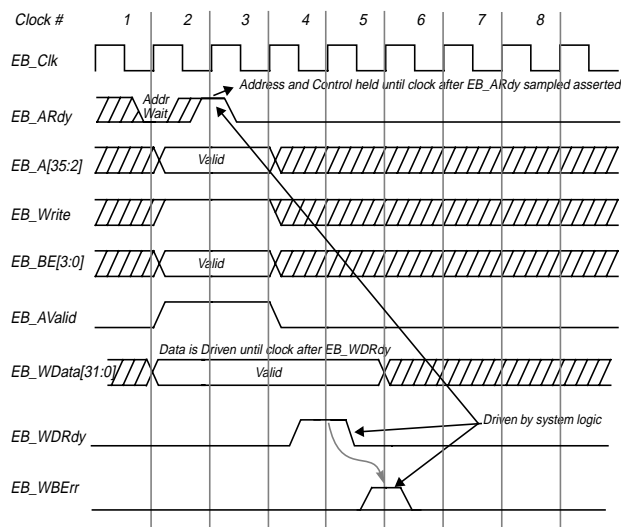 Clock # 1 2 3 4 5 6 7 8
EB_Clk
Address and Control held until clock after EB_ARdy sampled asserted
Addr
Wait
EB_ARdy
EB_A[35:2]
Valid
EB_Write
EB_BE[3:0]
Valid
EB_AValid
Data is Driven until clock after EB_WDRdy
EB_WData[31:0]
Valid
Driven by system logic
EB_WDRdy
EB_WBErr